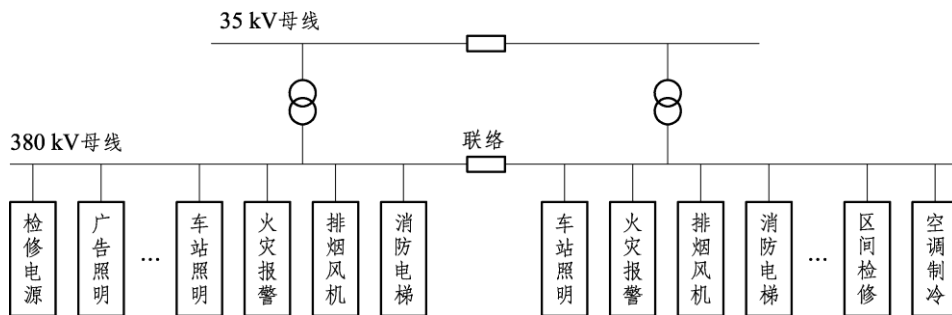 35 kV母线
380 kV母线
联络
检修电源
广告照明
...
车站照明
火灾报警
排烟风机
消防电梯
车站照明
火灾报警
排烟风机
消防电梯
...
区间检修
空调制冷